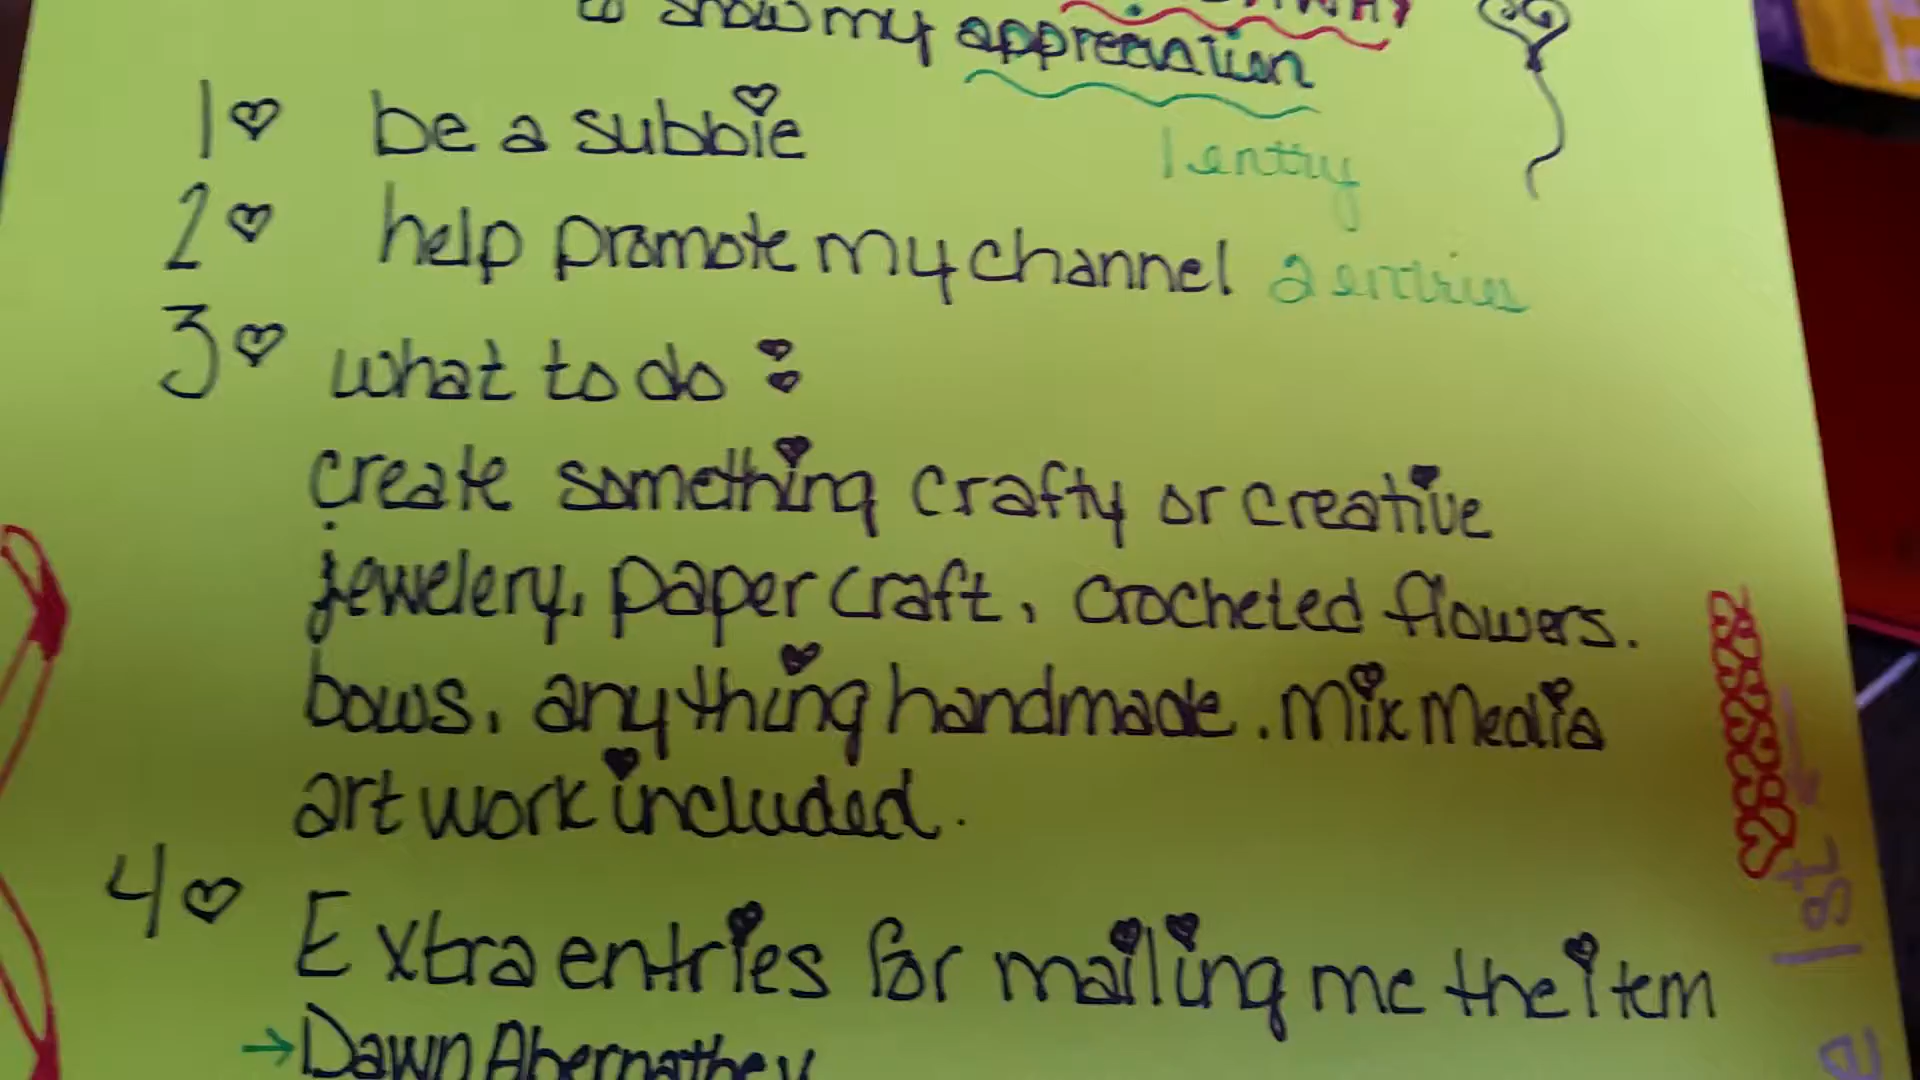 to show my appreciation
1 be a subbie
1 entry
2 help promote my channel 2 entries
3 what to do :
create something crafty or creative
jewelery, paper craft, crocheted flowers.
bows, anything handmade. Mix Media
art work included.
4 Extra entries for mailing me the item
→ Dawn Abernathey
1st